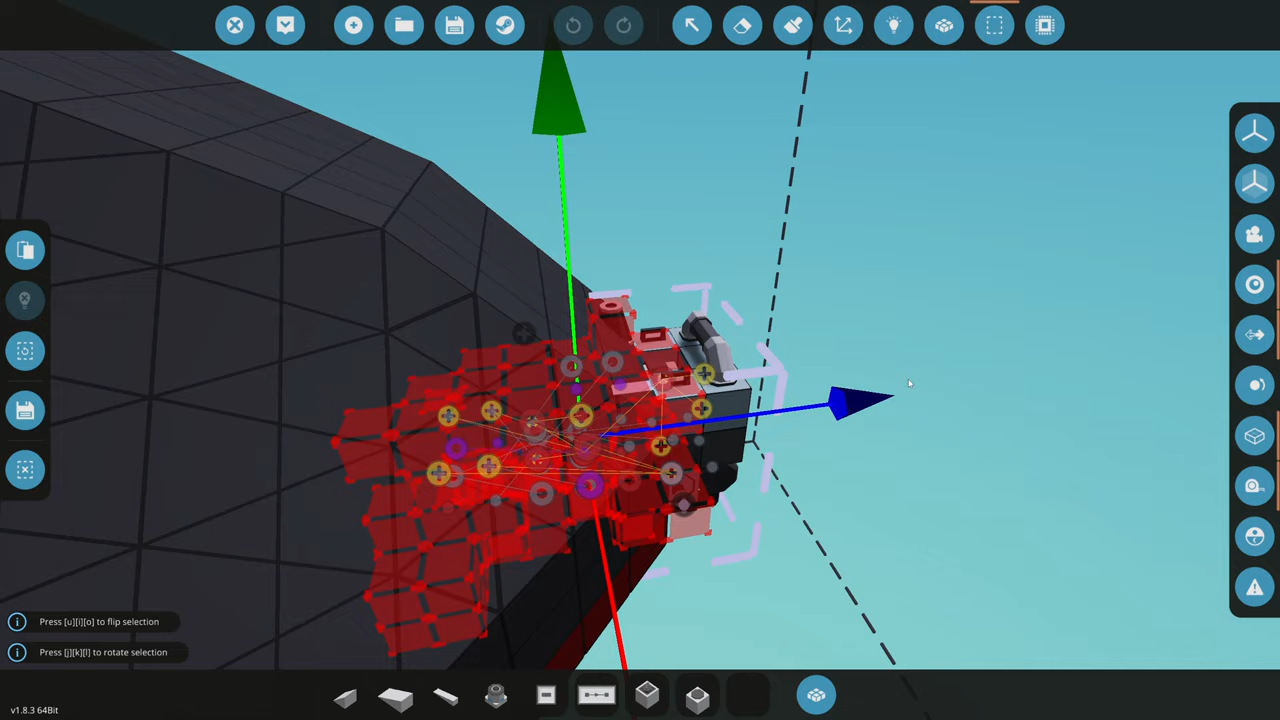 Press [u][i][o] to flip selection
Press [j][k][l] to rotate selection
v1.8.3 64Bit